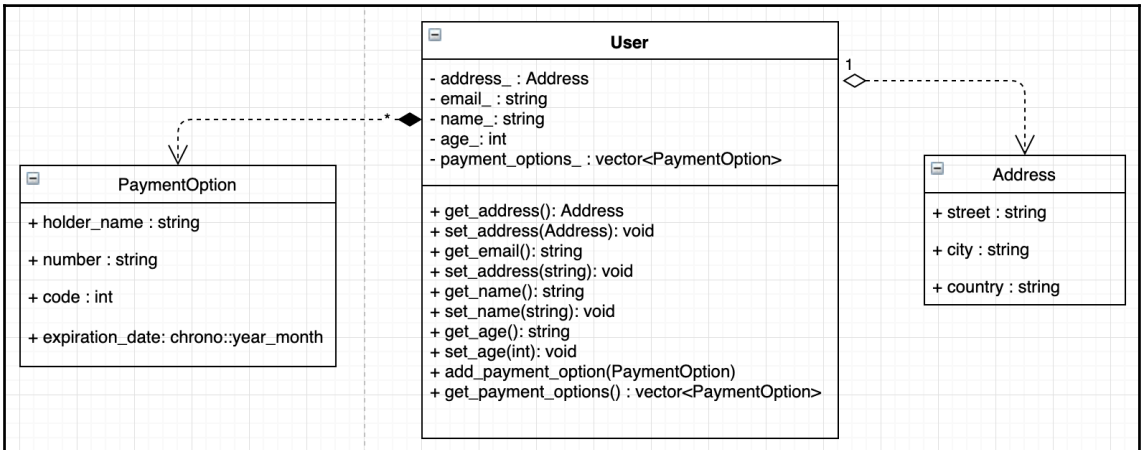 User
- address_ : Address
- email_ : string
- name_: string
- age_: int
- payment_options_ : vector<PaymentOption>
+ get_address(): Address
+ set_address(Address): void
+ get_email(): string
+ set_address(string): void
+ get_name(): string
+ set_name(string): void
+ get_age(): string
+ set_age(int): void
+ add_payment_option(PaymentOption)
+ get_payment_options() : vector<PaymentOption>
*
PaymentOption
+ holder_name : string
+ number : string
+ code : int
+ expiration_date: chrono::year_month
1
Address
+ street : string
+ city : string
+ country : string